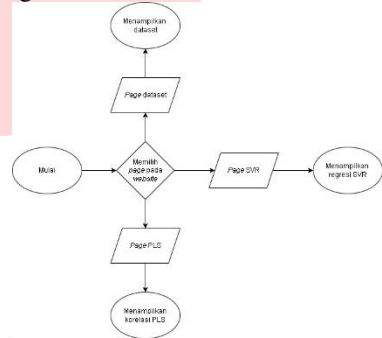 Menampilkan
dataset
Page dataset
Mulai
Memilih
page pada
website
Page SVR
Menampilkan
regresi SVR
Page PLS
Menampilkan
korelasi PLS